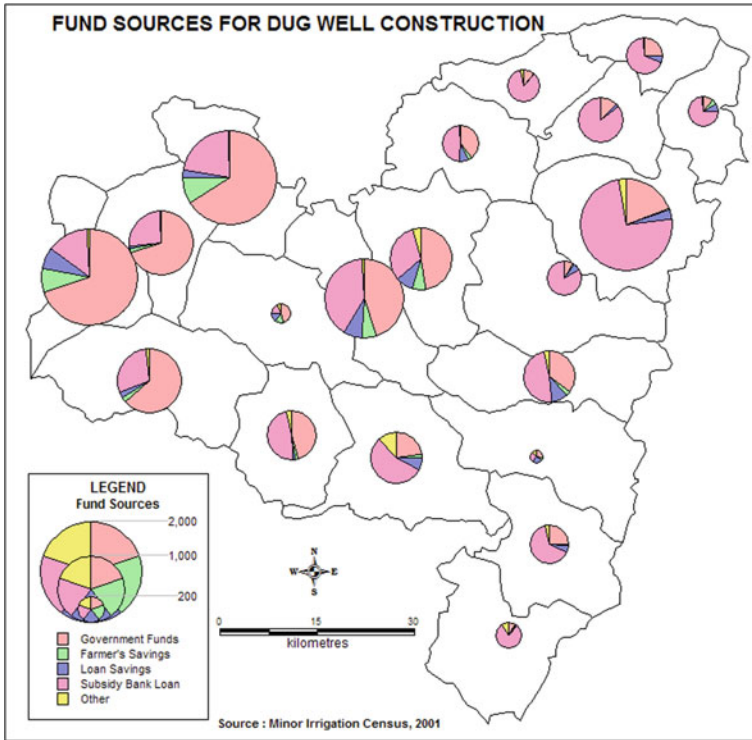 FUND SOURCES FOR DUG WELL CONSTRUCTION
LEGEND
Fund Sources
2,000
1,000
200
Government Funds
Farmer's Savings
Loan Savings
Subsidy Bank Loan
Other
N
W E
S
0 15 30
kilometres
Source : Minor Irrigation Census, 2001